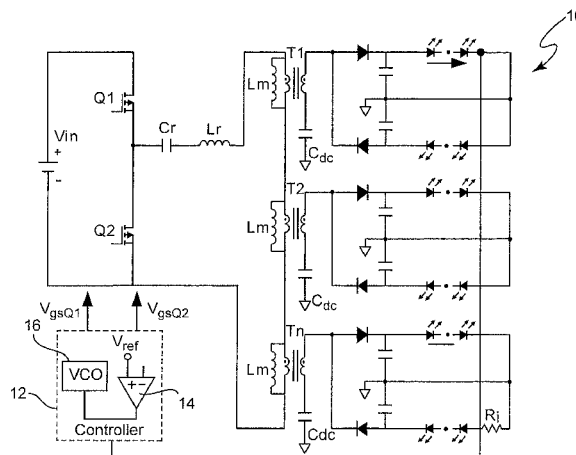 10
T1
Q1
Lm
Vin
+
-
Cr
Lr
Cdc
T2
Q2
Lm
VgsQ1
VgsQ2
Cdc
16
Vref
Tn
12
VCO
+-
14
Lm
Controller
Cdc
Ri